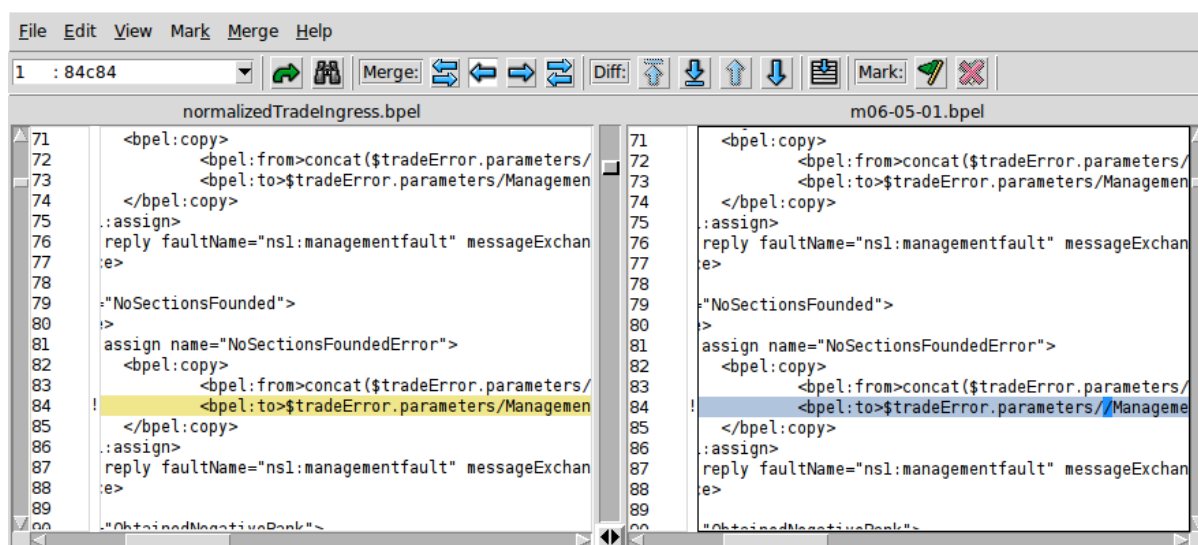 File Edit View Mark Merge Help
1 : 84c84 Merge: Diff: Mark:
normalizedTradeIngress.bpel
71 <bpel:copy>
72 <bpel:from>concat($tradeError.parameters/
73 <bpel:to>$tradeError.parameters/Managemen
74 </bpel:copy>
75 .:assign>
76 reply faultName="ns1:managementfault" messageExchan
77 :e>
78
79 ="NoSectionsFounded">
80 :>
81 assign name="NoSectionsFoundedError">
82 <bpel:copy>
83 <bpel:from>concat($tradeError.parameters/
84 ! <bpel:to>$tradeError.parameters/Managemen
85 </bpel:copy>
86 .:assign>
87 reply faultName="ns1:managementfault" messageExchan
88 :e>
89
90 ="ObtainedNegativeRank">
m06-05-01.bpel
71 <bpel:copy>
72 <bpel:from>concat($tradeError.parameters/
73 <bpel:to>$tradeError.parameters/Managemen
74 </bpel:copy>
75 :assign>
76 reply faultName="ns1:managementfault" messageExchan
77 :e>
78
79 ="NoSectionsFounded">
80 >
81 assign name="NoSectionsFoundedError">
82 <bpel:copy>
83 <bpel:from>concat($tradeError.parameters/
84 ! <bpel:to>$tradeError.parameters//Manageme
85 </bpel:copy>
86 :assign>
87 reply faultName="ns1:managementfault" messageExchan
88 :e>
89
90 "ObtainedNegativeRank">